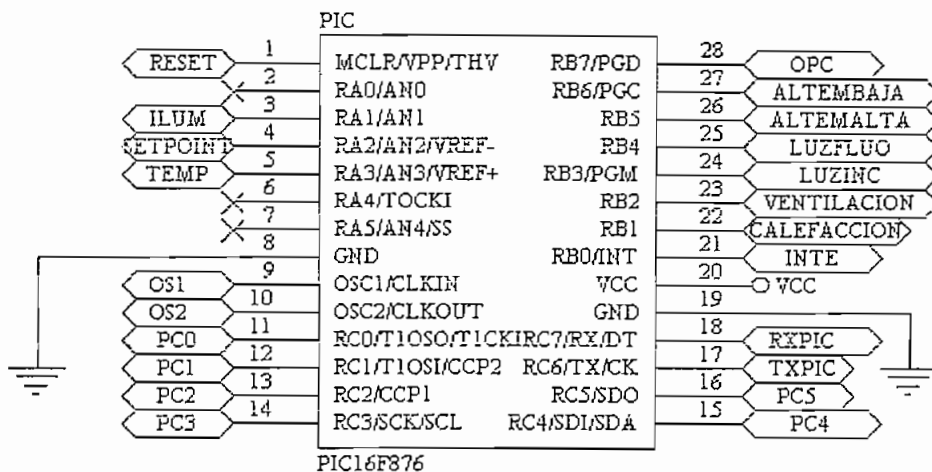 PIC
RESET 1 MCLR/VPP/THV RB7/PGD 28 OPC
2 RA0/AN0 RB6/PGC 27 ALTEMBAJA
ILUM 3 RA1/AN1 RB5 26 ALTEMALTA
SETPOINT 4 RA2/AN2/VREF- RB4 25 LUZFLUO
TEMP 5 RA3/AN3/VREF+ RB3/PGM 24 LUZINC
6 RA4/TOCKI RB2 23 VENTILACION
7 RA5/AN4/SS RB1 22 CALEFACCION
8 GND RB0/INT 21 INTE
OS1 9 OSC1/CLKIN VCC 20 VCC
OS2 10 OSC2/CLKOUT GND 19
PC0 11 RC0/T1OSO/T1CKI RC7/RX/DT 18 RXPIC
PC1 12 RC1/T1OSI/CCP2 RC6/TX/CK 17 TXPIC
PC2 13 RC2/CCP1 RC5/SDO 16 PC5
PC3 14 RC3/SCK/SCL RC4/SDI/SDA 15 PC4
PIC16F876